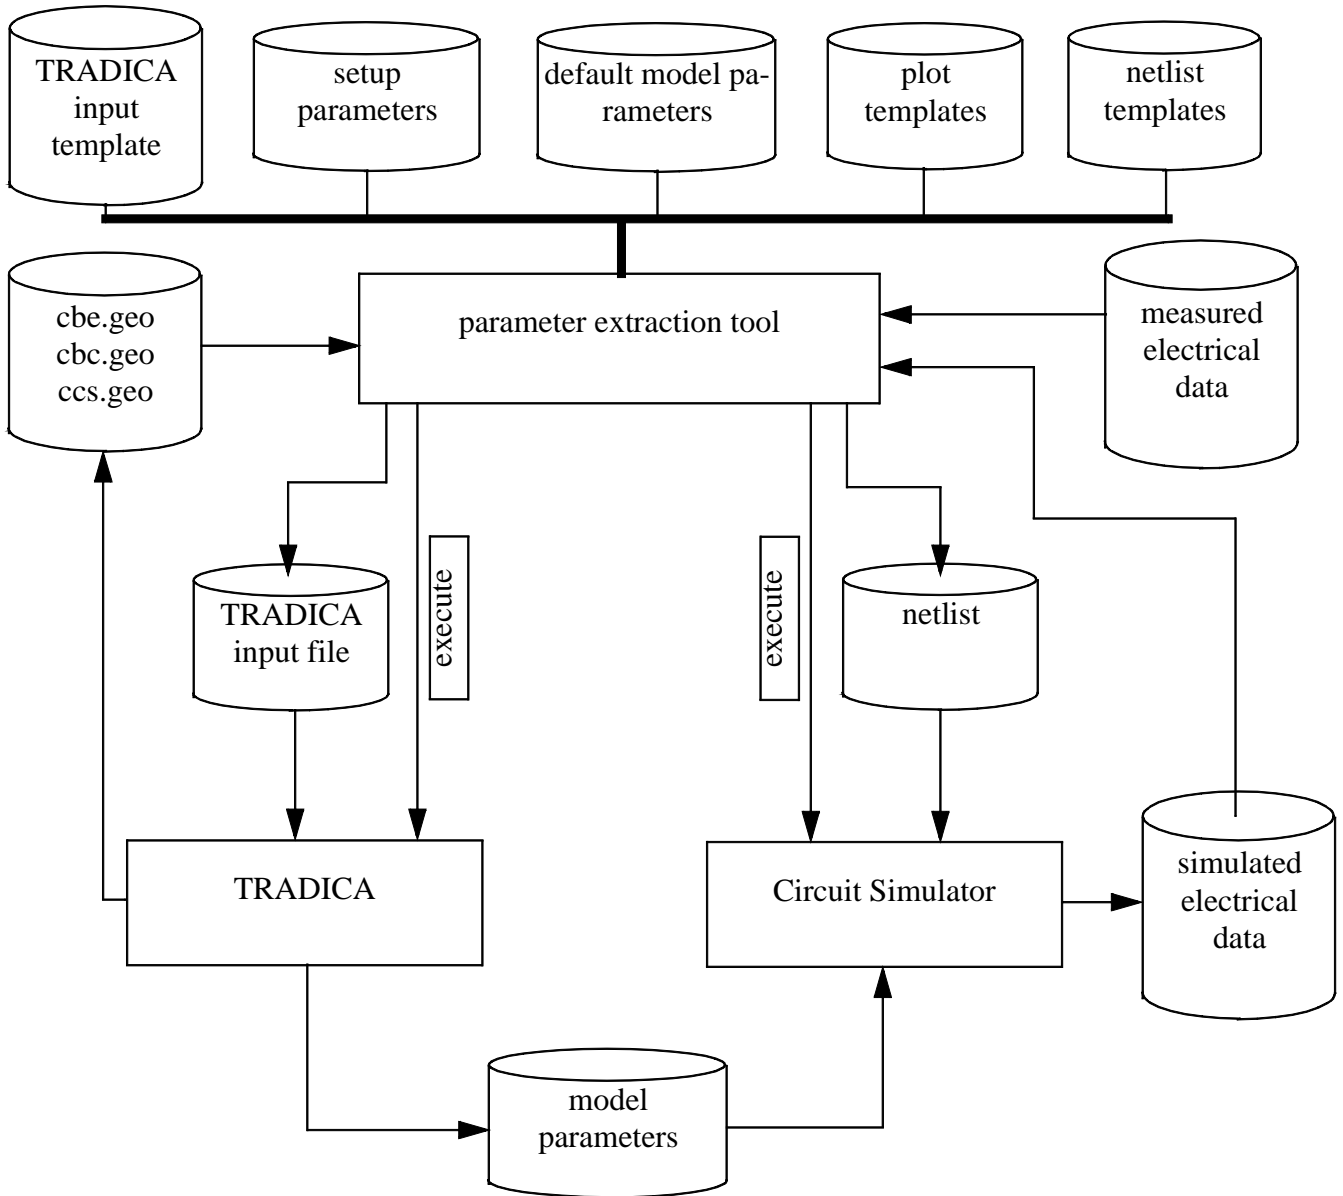 TRADICA
input
template
setup
parameters
default model pa-
rameters
plot
templates
netlist
templates
cbe.geo
cbc.geo
ccs.geo
parameter extraction tool
measured
electrical
data
TRADICA
input file
execute
execute
netlist
TRADICA
Circuit Simulator
simulated
electrical
data
model
parameters